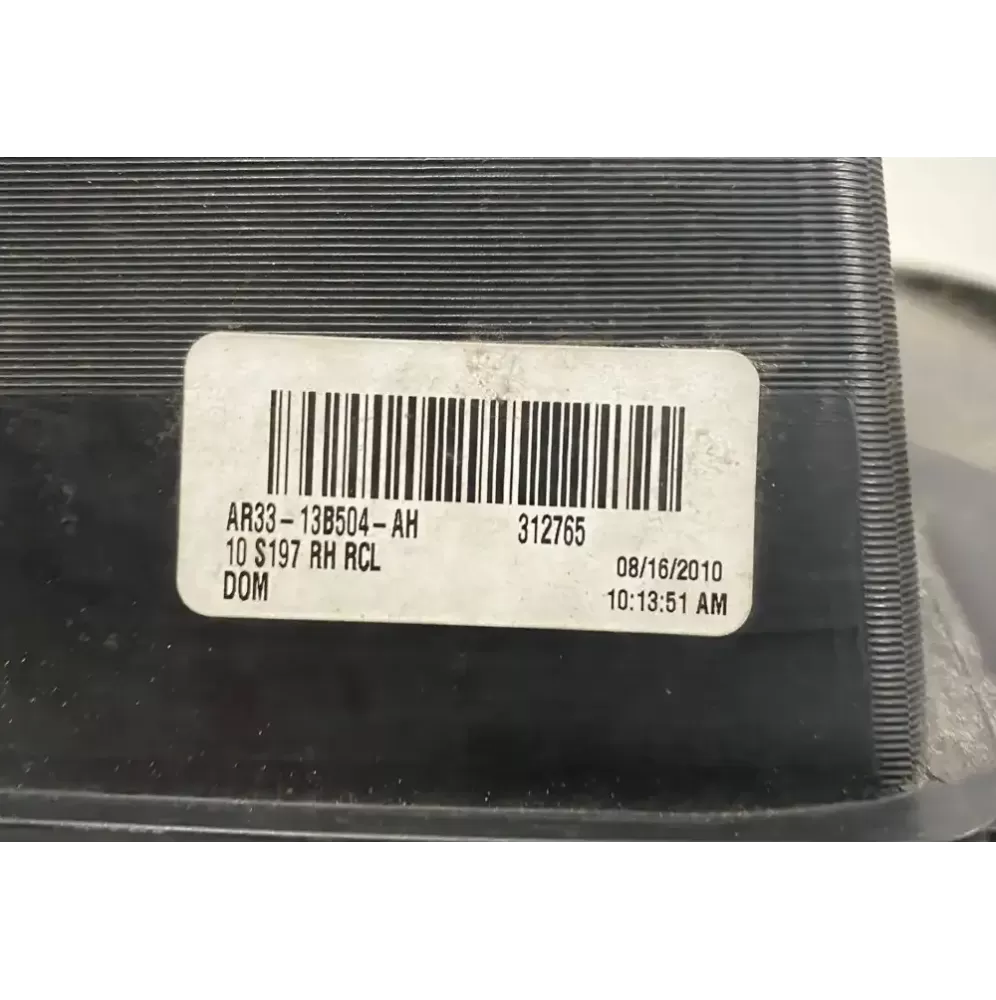 AR33-13B504-AH 312765
10 S197 RH RCL 08/16/2010
DOM 10:13:51 AM